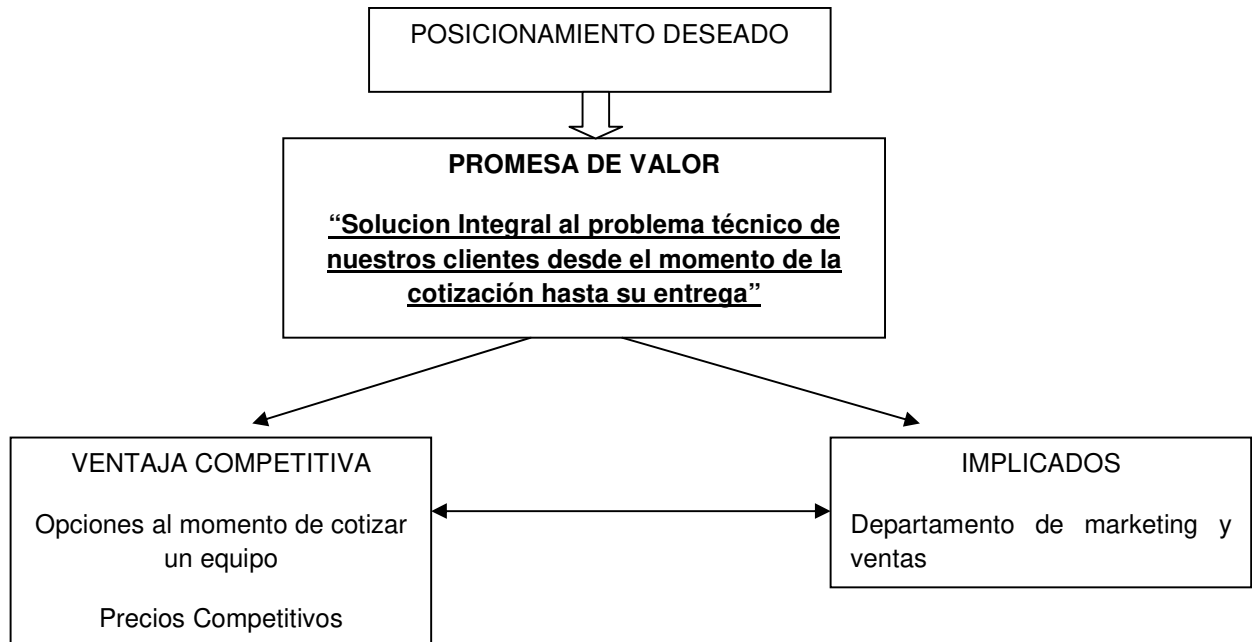 POSICIONAMIENTO DESEADO
PROMESA DE VALOR
“Solucion Integral al problema técnico de
nuestros clientes desde el momento de la
cotización hasta su entrega”
VENTAJA COMPETITIVA
Opciones al momento de cotizar
un equipo
Precios Competitivos
IMPLICADOS
Departamento de marketing y
ventas